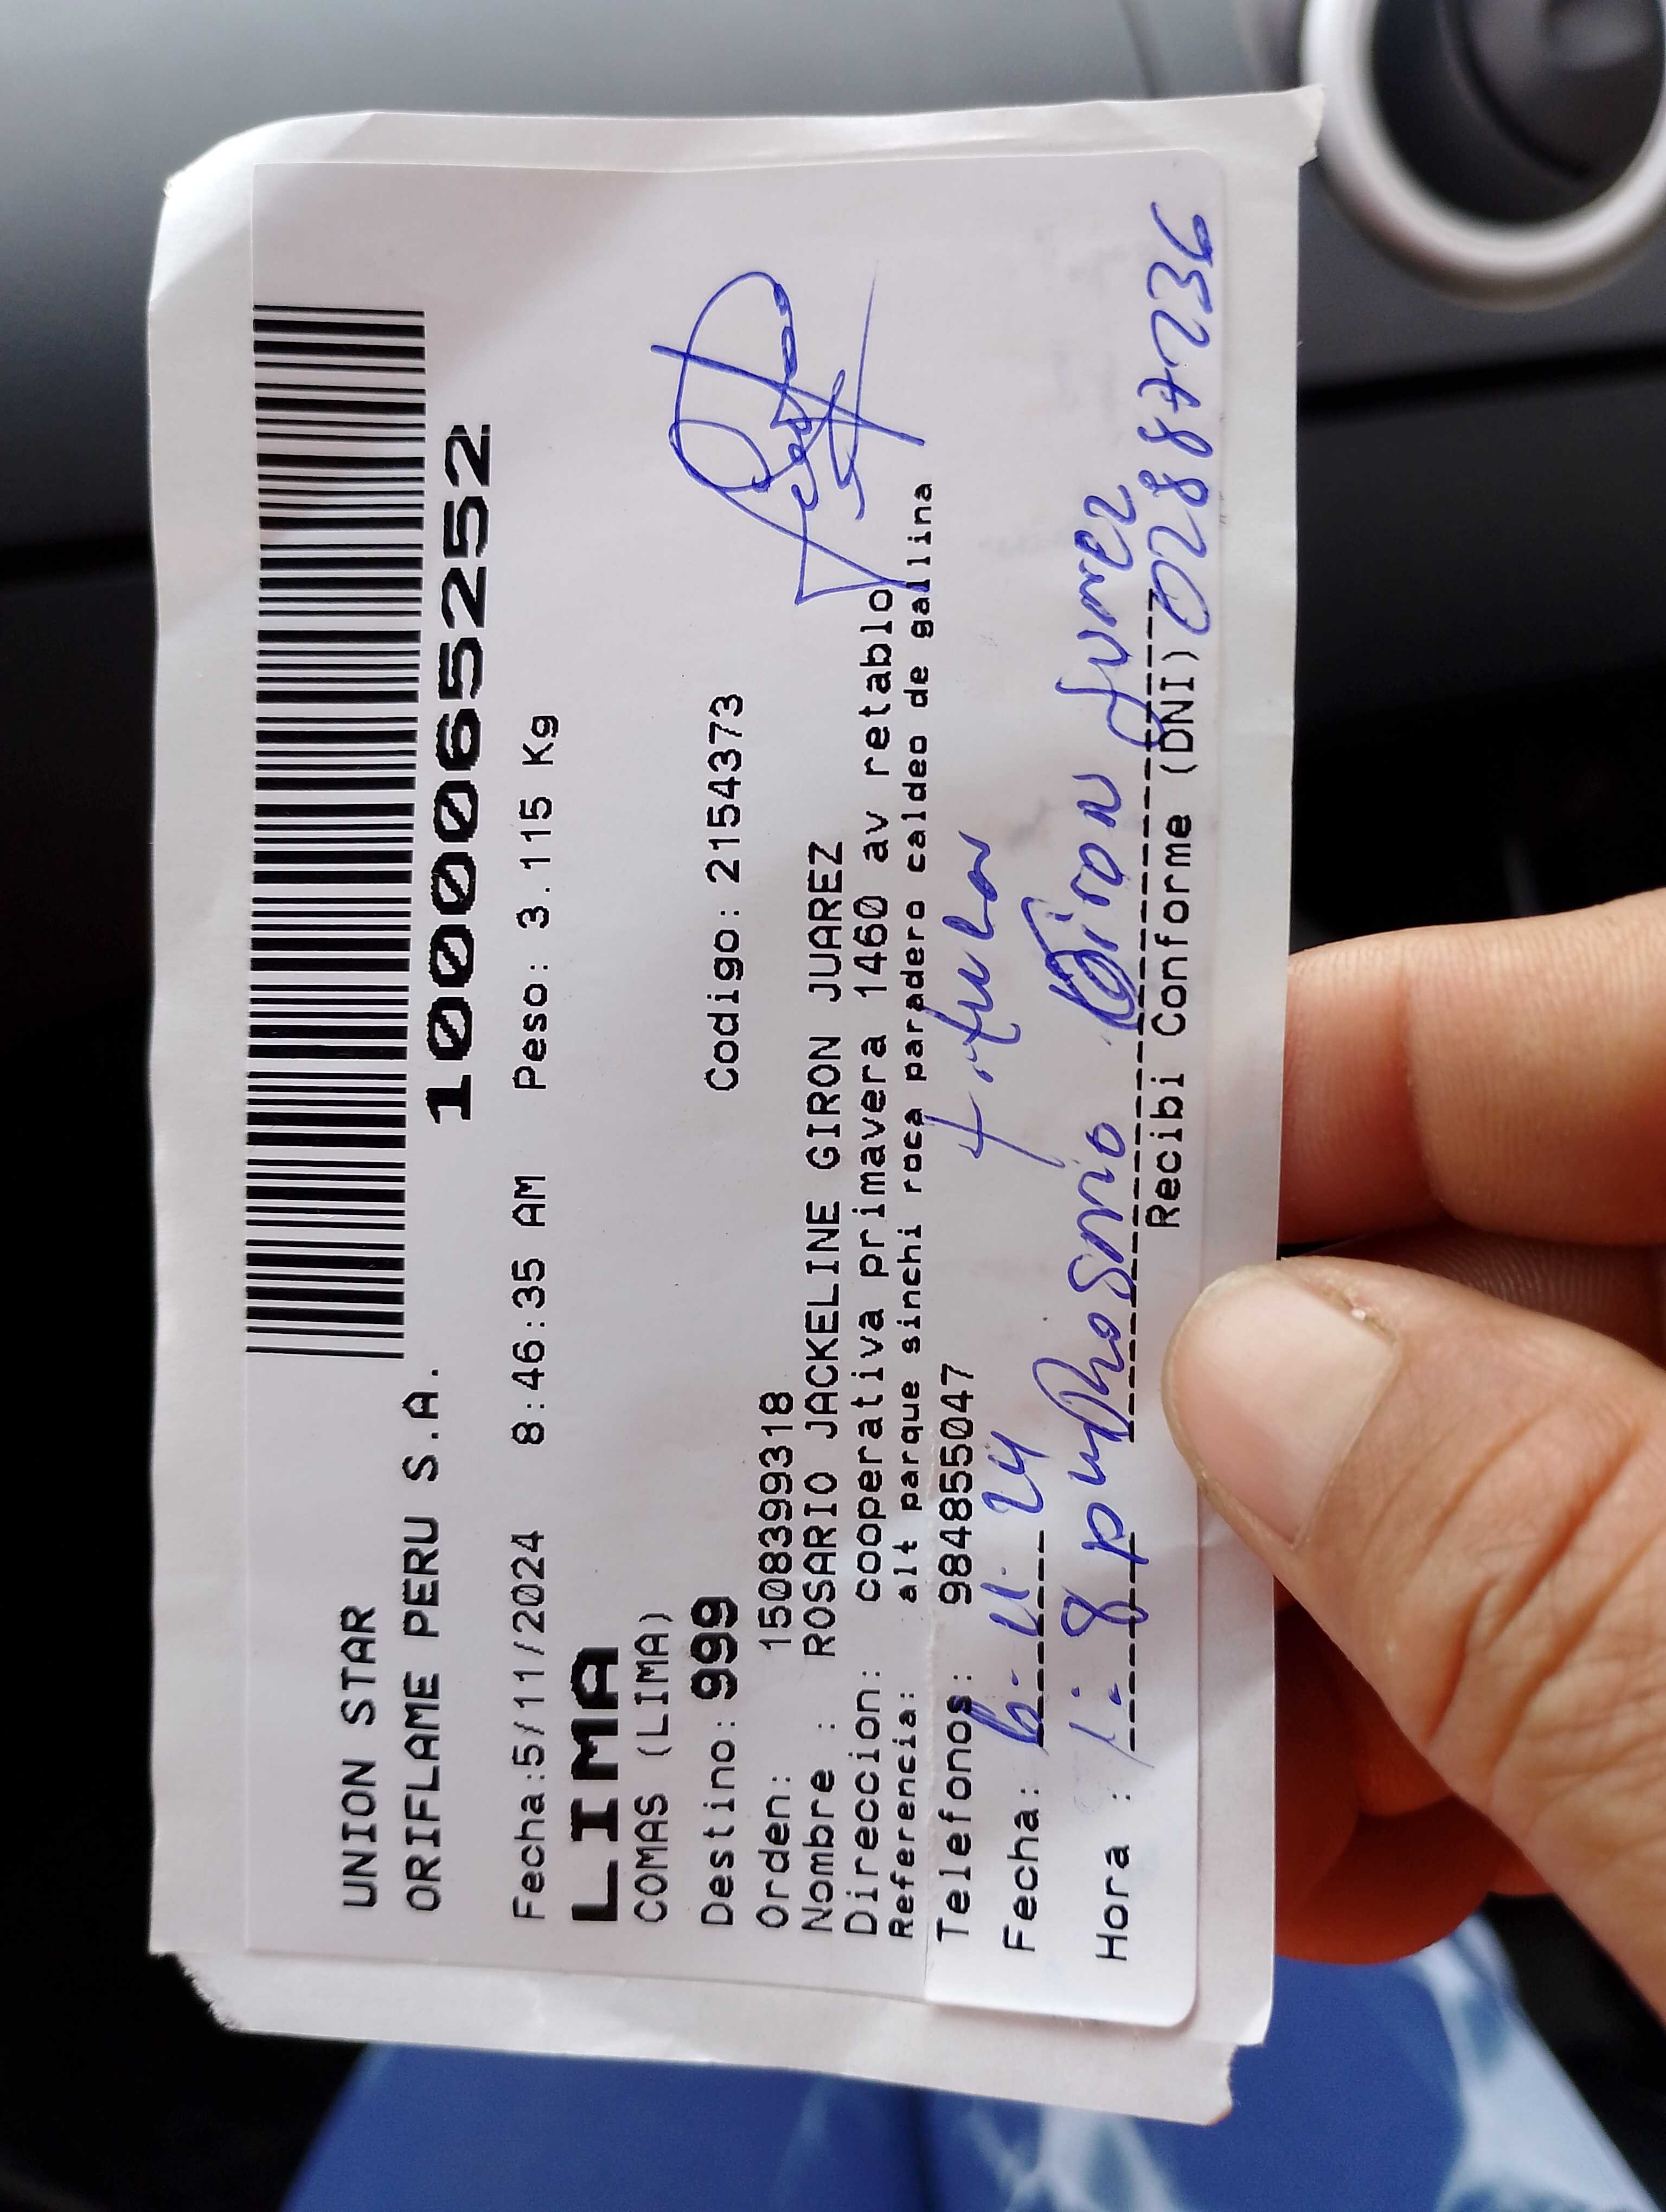 UNION STAR
ORIFLAME PERU S.A.
1000065252
Fecha:5/11/2024 8:46:35 AM Peso: 3.115 Kg
LIMA
COMAS (LIMA)
Destino: 999 Codigo: 2154373
Orden: 1508399318
Nombre : ROSARIO JACKELINE GIRON JUAREZ
Direccion: cooperativa primavera 1460 av retablo
Referencia: alt parque sinchi roca paradero caldeo de gallina
Telefonos: 984855047 titular
Fecha: 6.11.24
Hora : 1:8 pm Rosario Giron Juarez
Recibi Conforme (DNI) 20287236